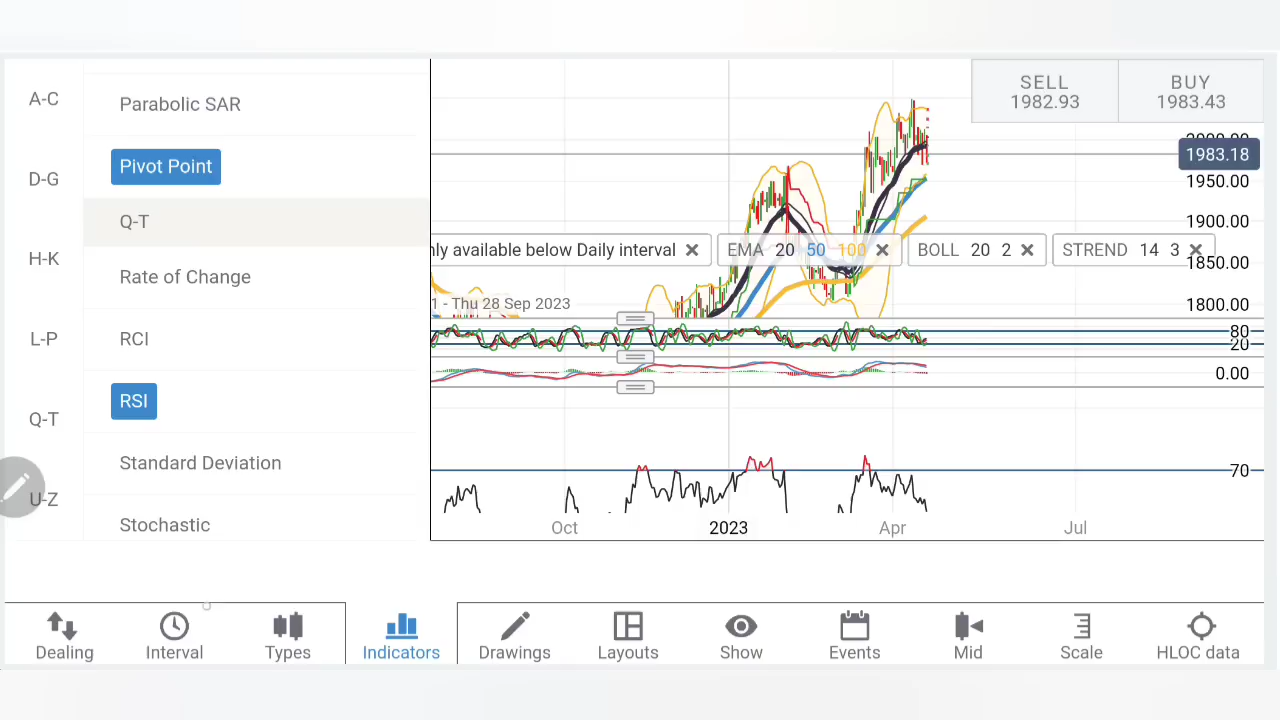 A-C
D-G
H-K
L-P
Q-T
U-Z
Parabolic SAR
Pivot Point
Q-T
Rate of Change
RCI
RSI
Standard Deviation
Stochastic
SELL
1982.93
BUY
1983.43
2000.00
1983.18
1950.00
1900.00
1850.00
1800.00
nly available below Daily interval
EMA 20 50 100
BOLL 20 2
STREND 14 3
1 - Thu 28 Sep 2023
80
20
0.00
70
Oct 2023 Apr Jul
Dealing Interval Types Indicators Drawings Layouts Show Events Mid Scale HLOC data